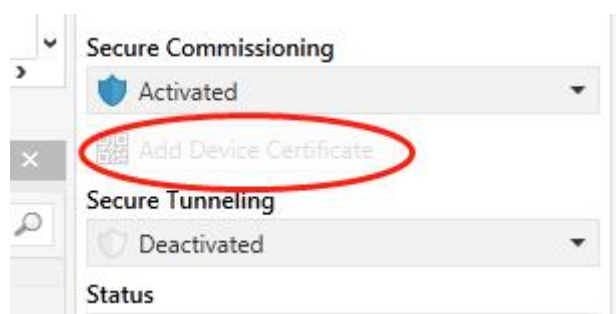 Secure Commissioning
Activated
Add Device Certificate
Secure Tunneling
Deactivated
Status